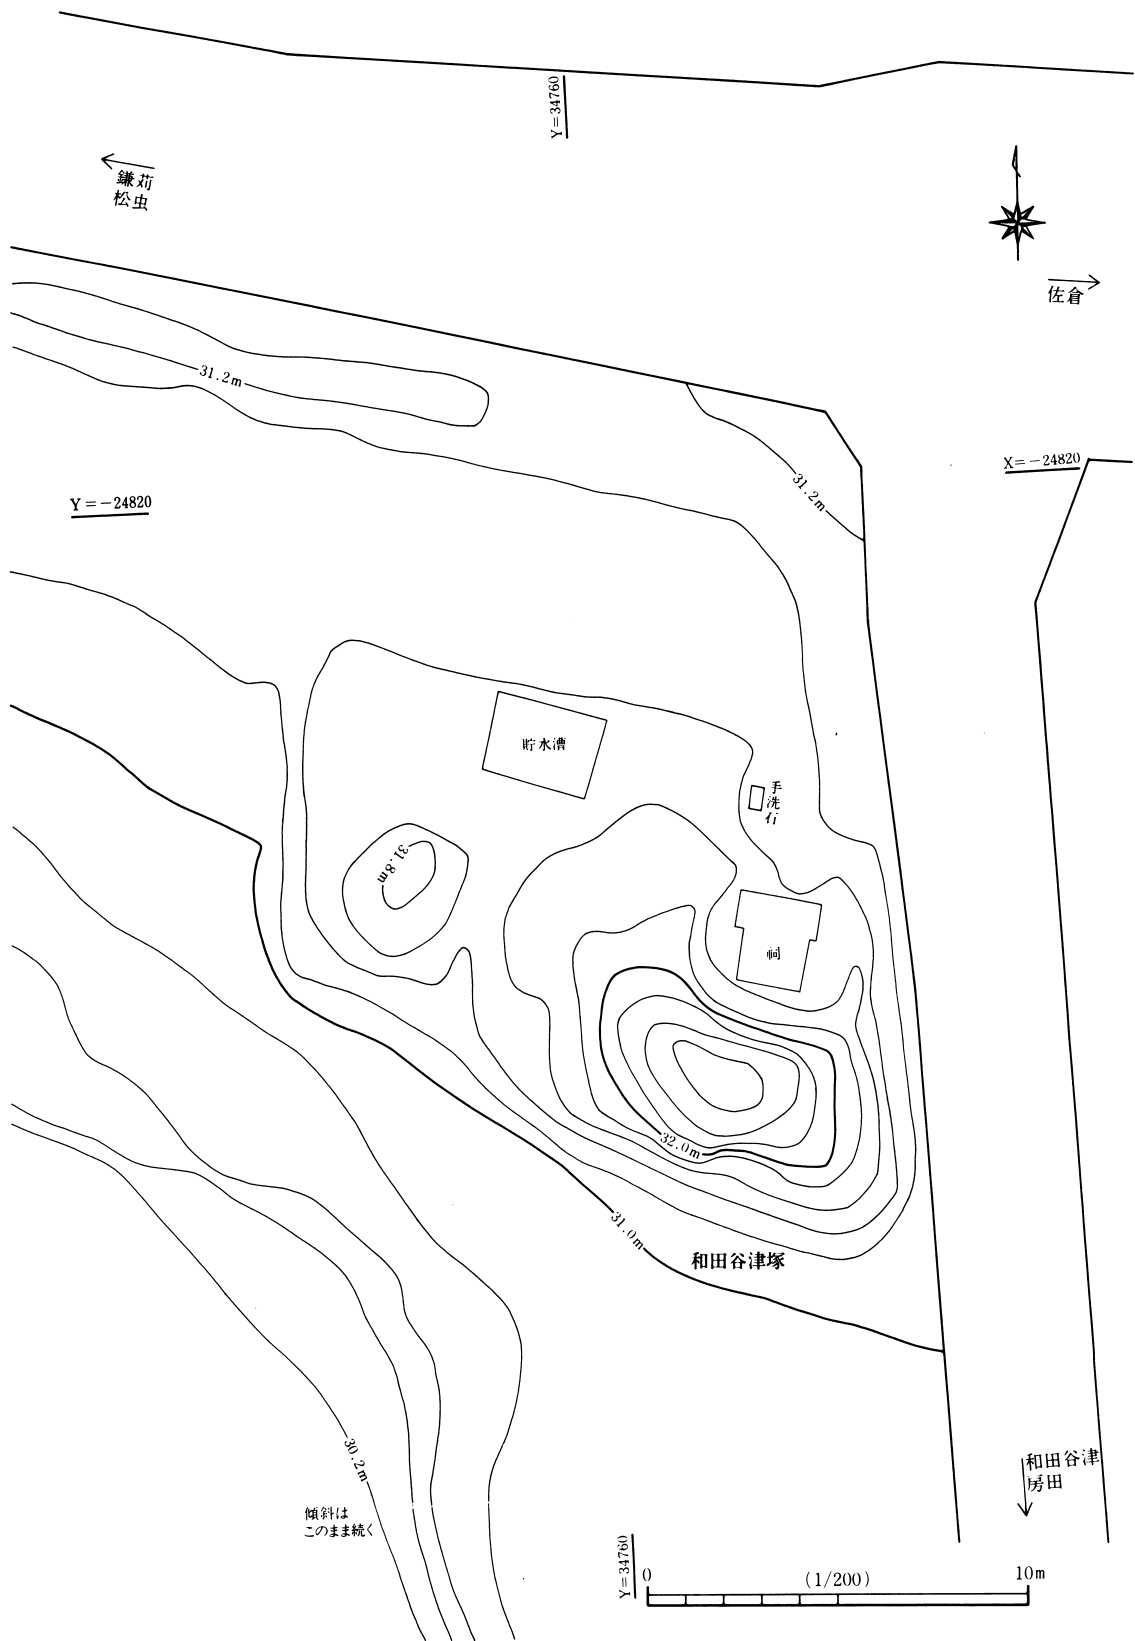 Y=34760
鎌苅
松虫
佐倉
31.2m
X=-24820
31.2m
Y=-24820
貯水漕
手洗石
31.8m
祠
32.0m
31.0m
和田谷津塚
30.2m
和田谷津
房田
傾斜は
このまま続く
Y=34760
0
(1/200)
10m